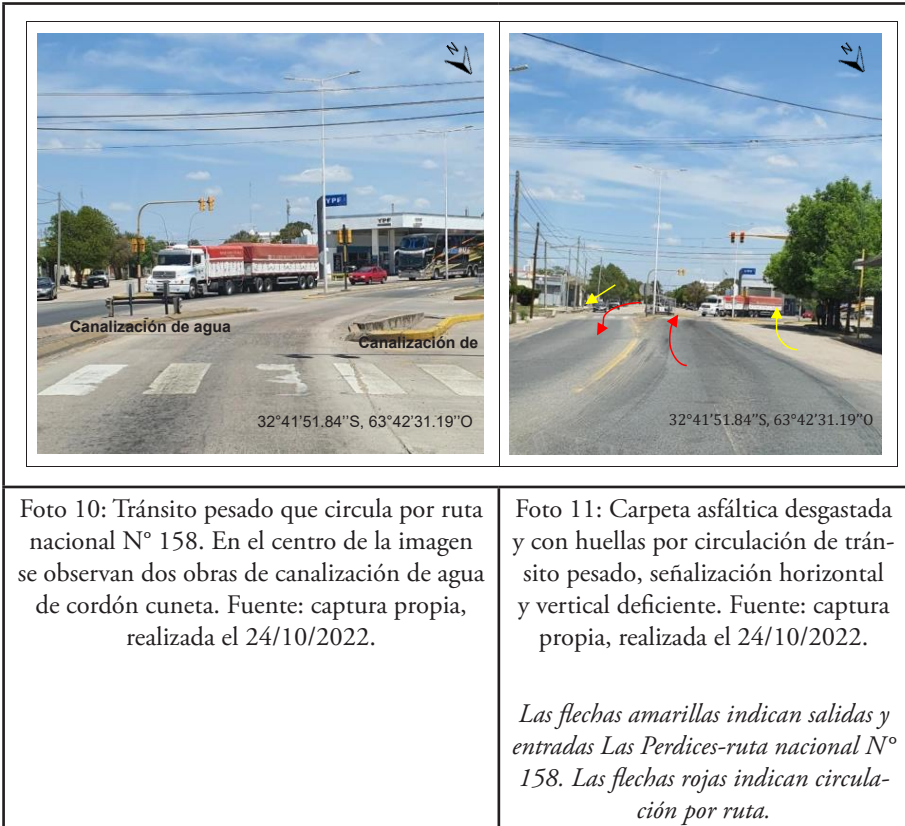 N
YPF
YPF
Canalización de agua
Canalización de
32°41’51.84’’S, 63°42’31.19’’O
N
32°41’51.84’’S, 63°42’31.19’’O
Foto 10: Tránsito pesado que circula por ruta
nacional N° 158. En el centro de la imagen
se observan dos obras de canalización de agua
de cordón cuneta. Fuente: captura propia,
realizada el 24/10/2022.
Foto 11: Carpeta asfáltica desgastada
y con huellas por circulación de trán-
sito pesado, señalización horizontal
y vertical deficiente. Fuente: captura
propia, realizada el 24/10/2022.
Las flechas amarillas indican salidas y
entradas Las Perdices-ruta nacional N°
158. Las flechas rojas indican circula-
ción por ruta.